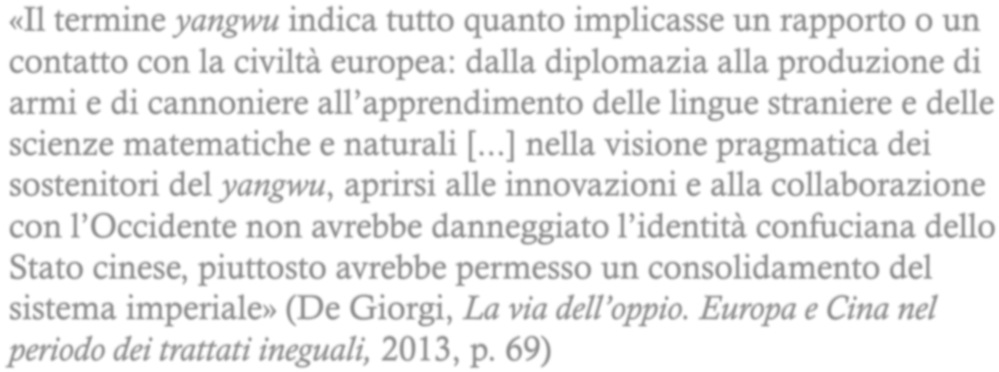 «Il termine yangwu indica tutto quanto implicasse un rapporto o un
contatto con la civiltà europea: dalla diplomazia alla produzione di
armi e di cannoniere all’apprendimento delle lingue straniere e delle
scienze matematiche e naturali [...] nella visione pragmatica dei
sostenitori del yangwu, aprirsi alle innovazioni e alla collaborazione
con l’Occidente non avrebbe danneggiato l’identità confuciana dello
Stato cinese, piuttosto avrebbe permesso un consolidamento del
sistema imperiale» (De Giorgi, La via dell’oppio. Europa e Cina nel
periodo dei trattati ineguali, 2013, p. 69)